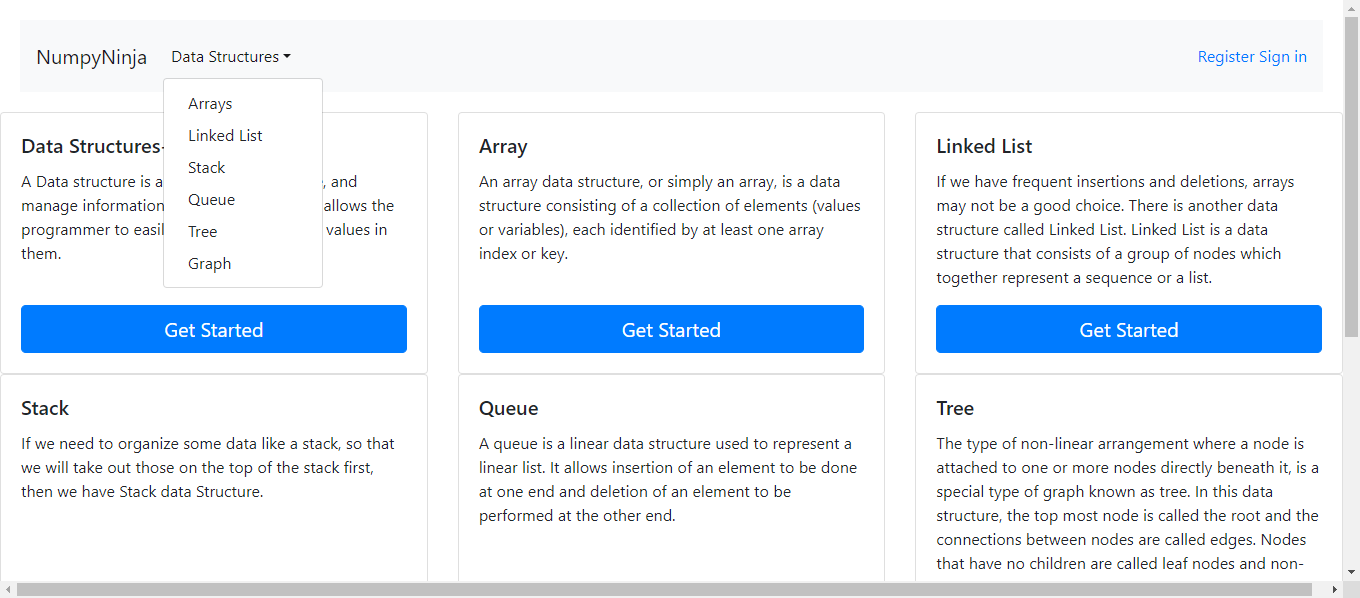 NumpyNinja
Data Structures
Register Sign in
Arrays
Linked List
Stack
Queue
Tree
Graph
Data Structures-
A Data structure is a , and
manage information allows the
programmer to easil values in
them.
Get Started
Array
An array data structure, or simply an array, is a data
structure consisting of a collection of elements (values
or variables), each identified by at least one array
index or key.
Get Started
Linked List
If we have frequent insertions and deletions, arrays
may not be a good choice. There is another data
structure called Linked List. Linked List is a data
structure that consists of a group of nodes which
together represent a sequence or a list.
Get Started
Stack
If we need to organize some data like a stack, so that
we will take out those on the top of the stack first,
then we have Stack data Structure.
Queue
A queue is a linear data structure used to represent a
linear list. It allows insertion of an element to be done
at one end and deletion of an element to be
performed at the other end.
Tree
The type of non-linear arrangement where a node is
attached to one or more nodes directly beneath it, is a
special type of graph known as tree. In this data
structure, the top most node is called the root and the
connections between nodes are called edges. Nodes
that have no children are called leaf nodes and non-